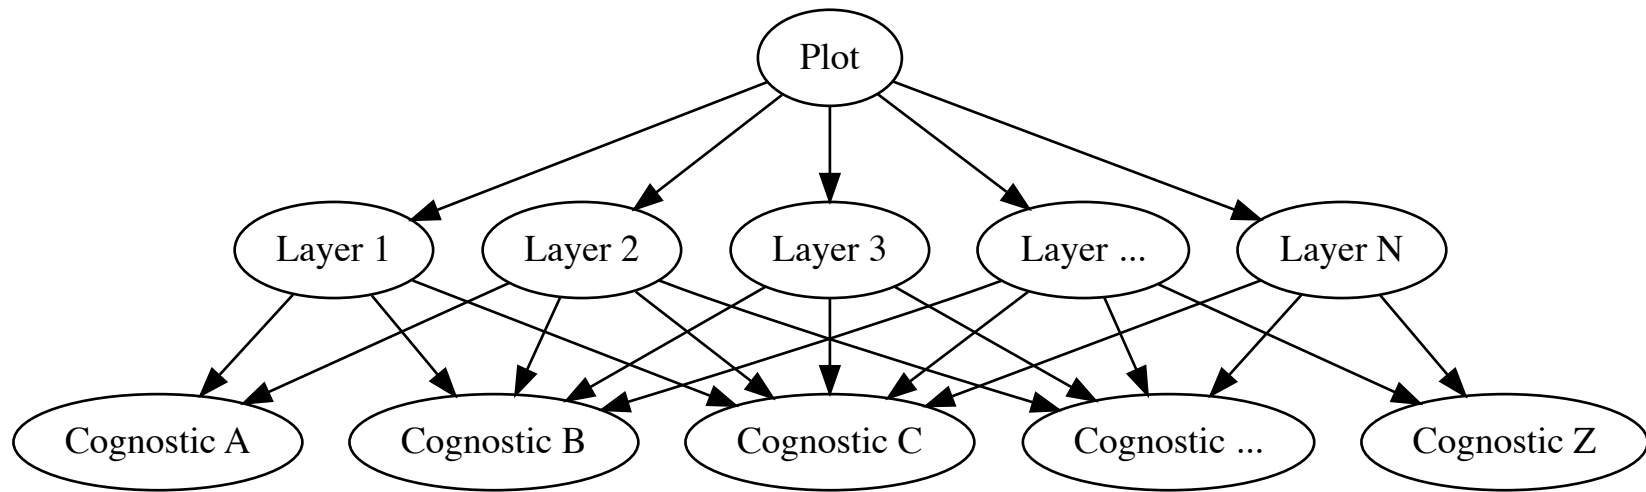 Plot
Layer 1
Layer 2
Layer 3
Layer ...
Layer N
Cognostic A
Cognostic B
Cognostic C
Cognostic ...
Cognostic Z